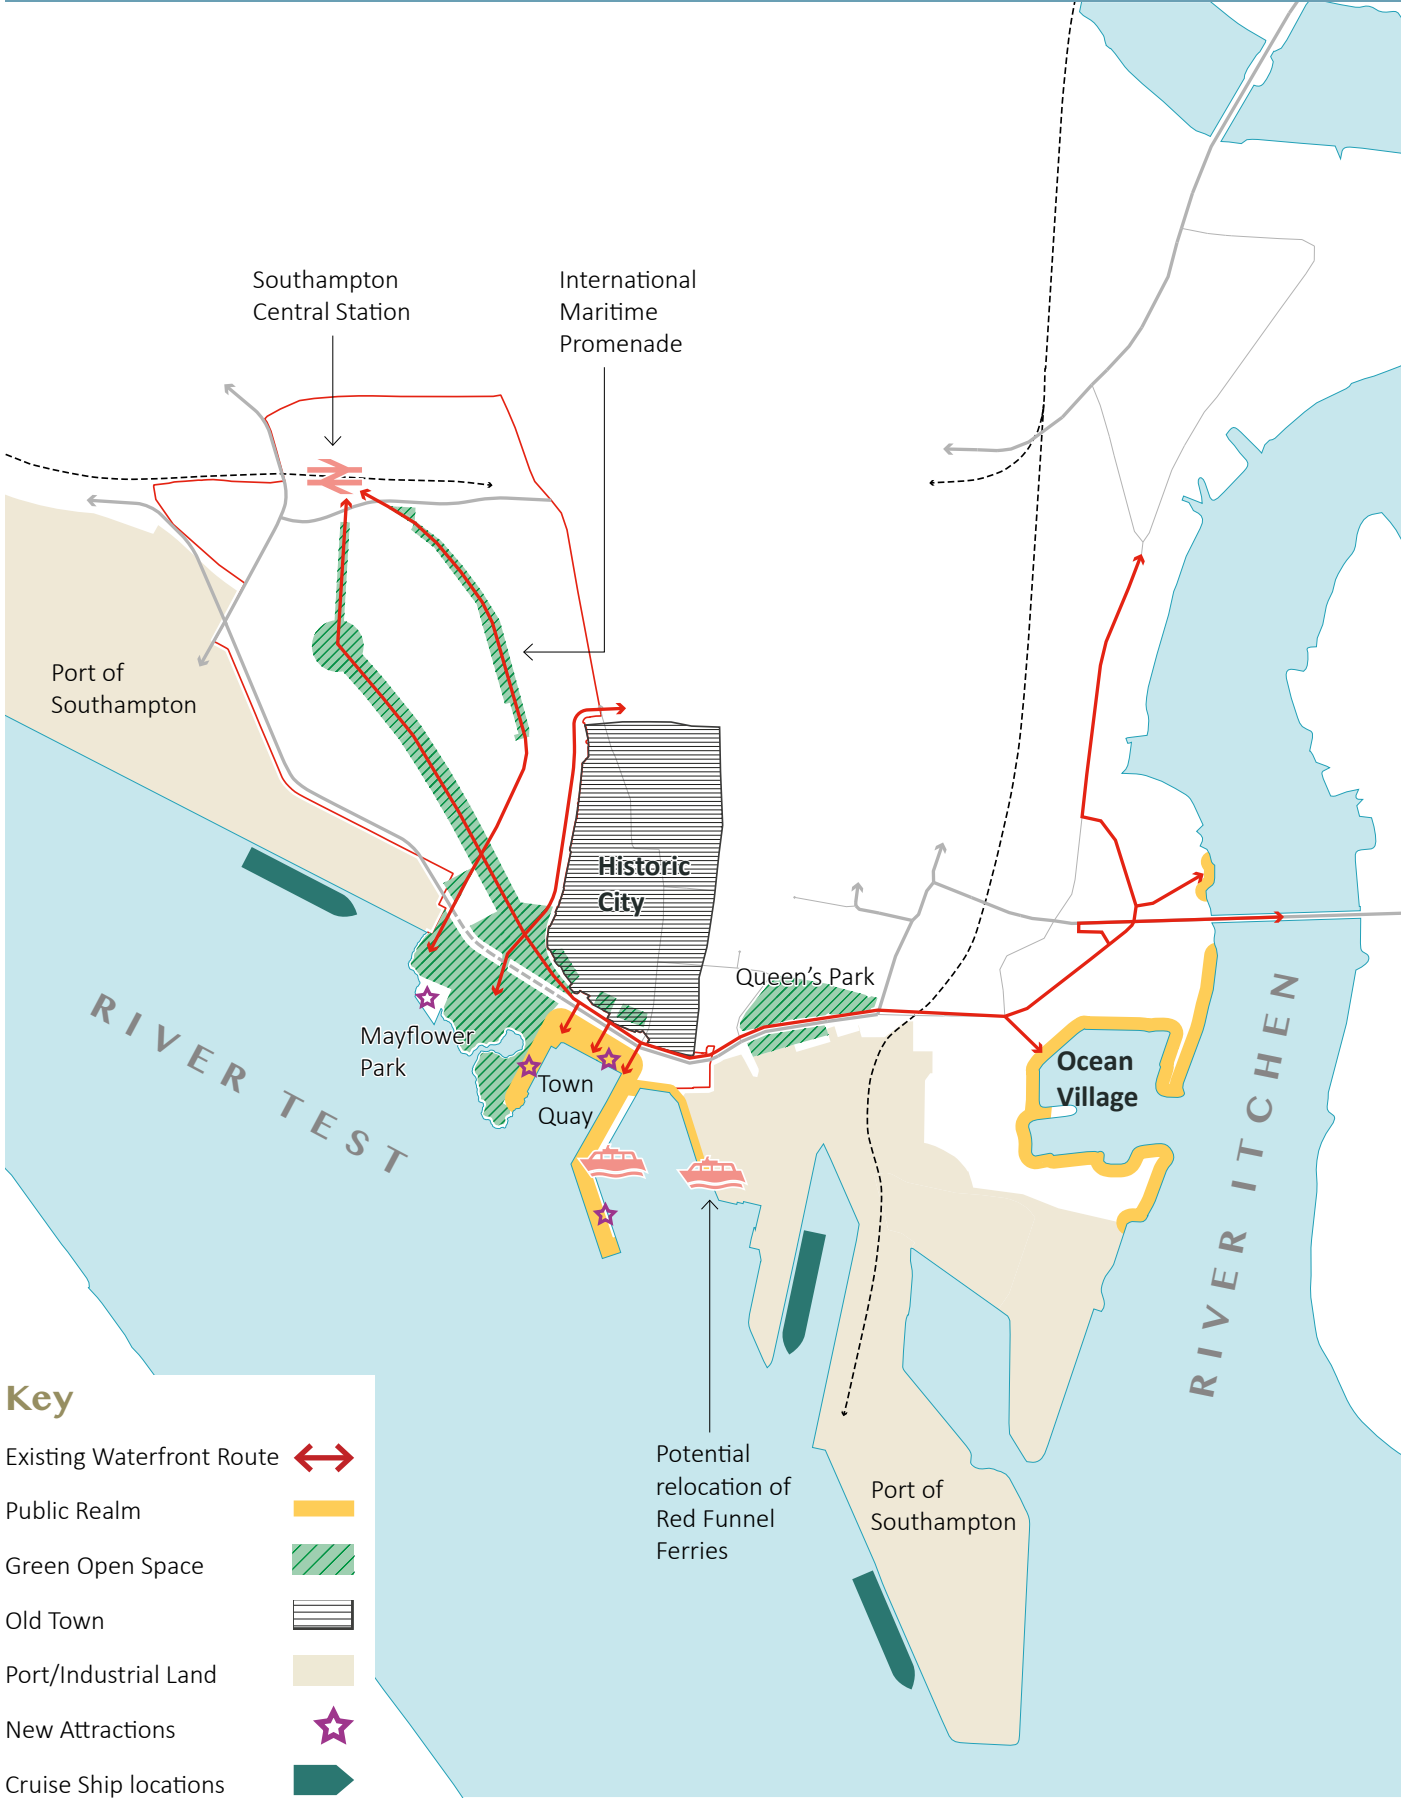 Southampton
Central Station
International
Maritime
Promenade
Port of
Southampton
Historic
City
Queen's Park
Mayflower
Park
Town
Quay
Ocean
Village
RIVER TEST
RIVER ITCHEN
Potential
relocation of
Red Funnel
Ferries
Port of
Southampton
Key
Existing Waterfront Route
Public Realm
Green Open Space
Old Town
Port/Industrial Land
New Attractions
Cruise Ship locations